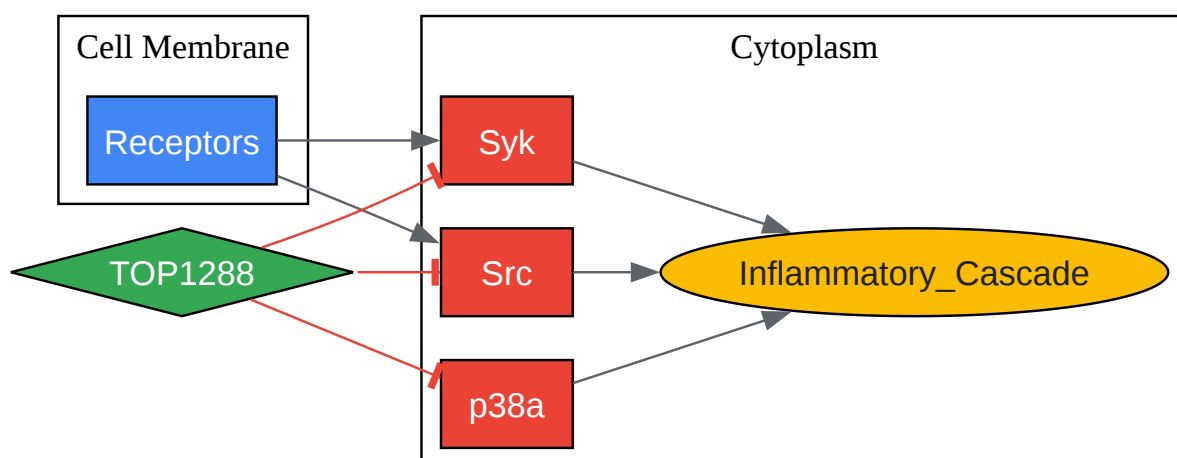 Cell Membrane
Cytoplasm
Receptors
Syk
TOP1288
Src
Inflammatory_Cascade
p38a